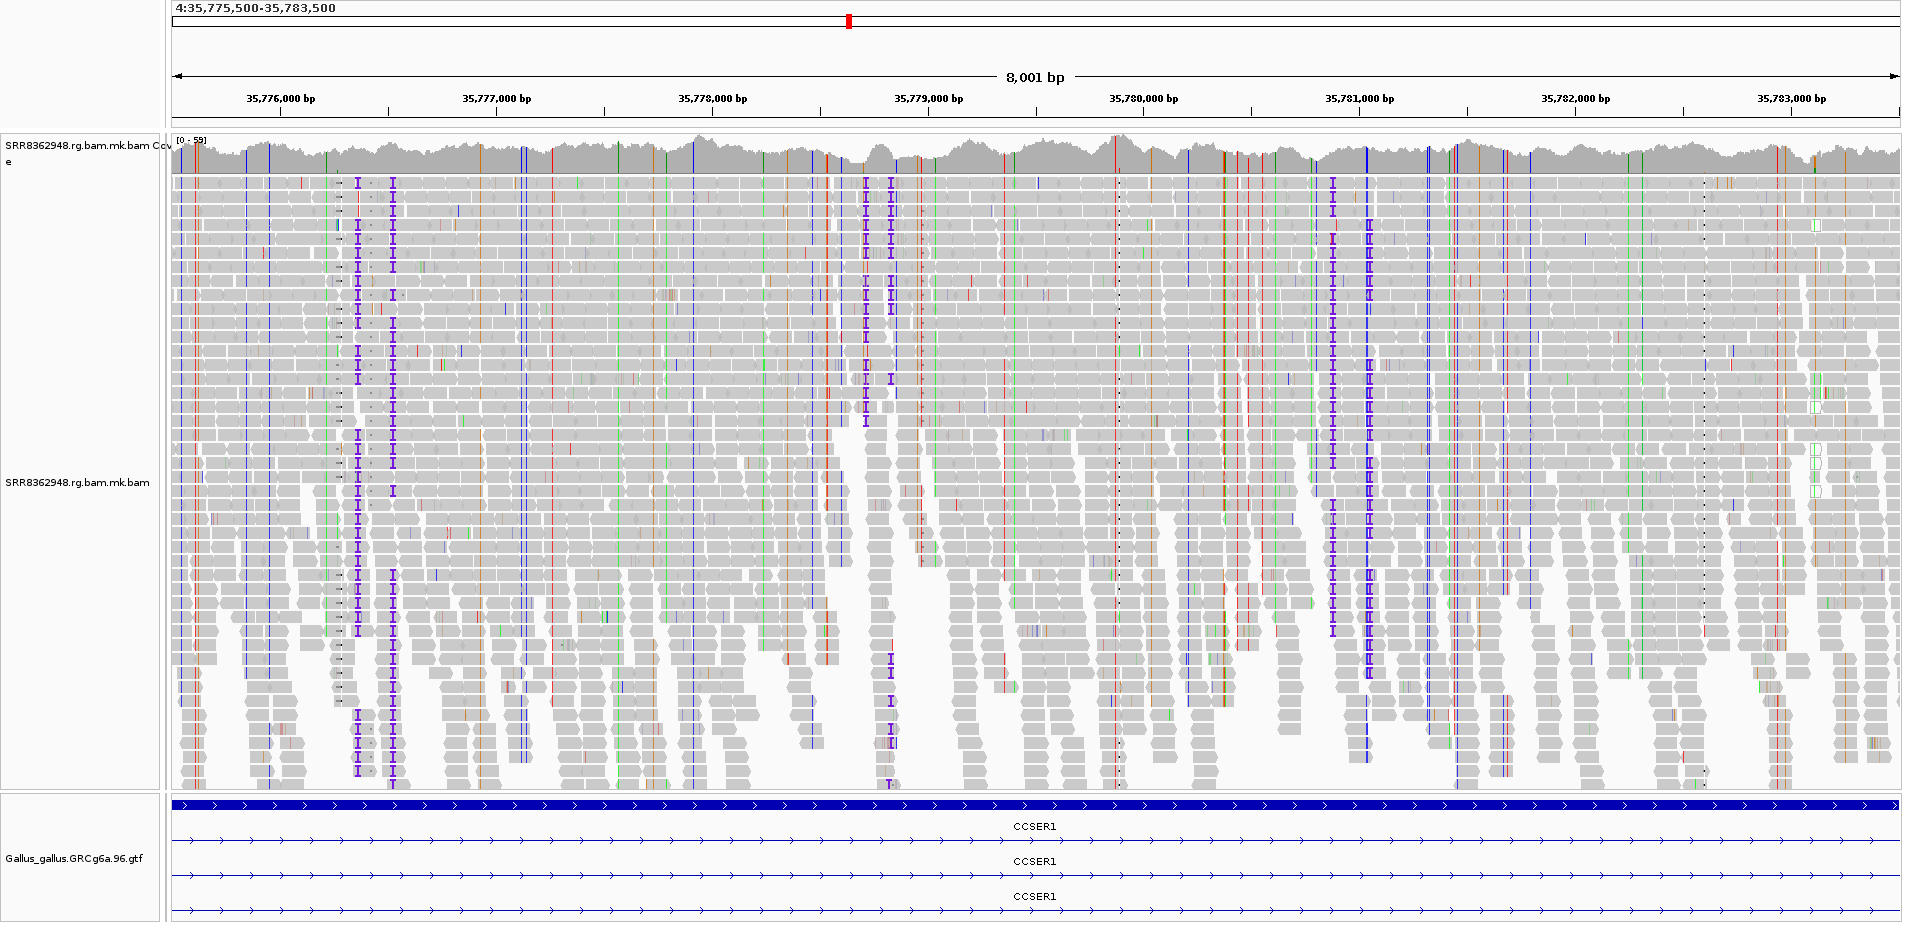 4:35,775,500-35,783,500
8,001 bp
35,776,000 bp 35,777,000 bp 35,778,000 bp 35,779,000 bp 35,780,000 bp 35,781,000 bp 35,782,000 bp 35,783,000 bp
SRR8362948.rg.bam.mk.bam Cov
e
[0 - 59]
SRR8362948.rg.bam.mk.bam
CCSER1
Gallus_gallus.GRCg6a.96.gtf
CCSER1
CCSER1